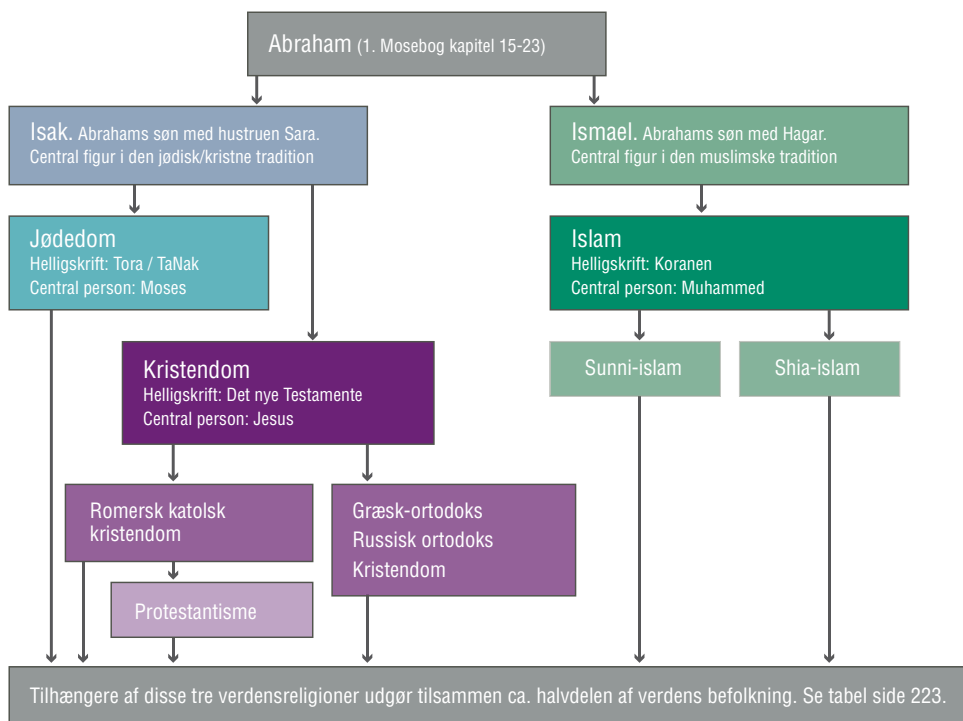 Abraham (1. Mosebog kapitel 15-23)
Isak. Abrahams søn med hustruen Sara.
Central figur i den jødisk/kristne tradition
Ismael. Abrahams søn med Hagar.
Central figur i den muslimske tradition
Jødedom
Helligskrift: Tora / TaNak
Central person: Moses
Islam
Helligskrift: Koranen
Central person: Muhammed
Kristendom
Helligskrift: Det nye Testamente
Central person: Jesus
Sunni-islam
Shia-islam
Romersk katolsk
kristendom
Græsk-ortodoks
Russisk ortodoks
Kristendom
Protestantisme
Tilhængere af disse tre verdensreligioner udgør tilsammen ca. halvdelen af verdens befolkning. Se tabel side 223.